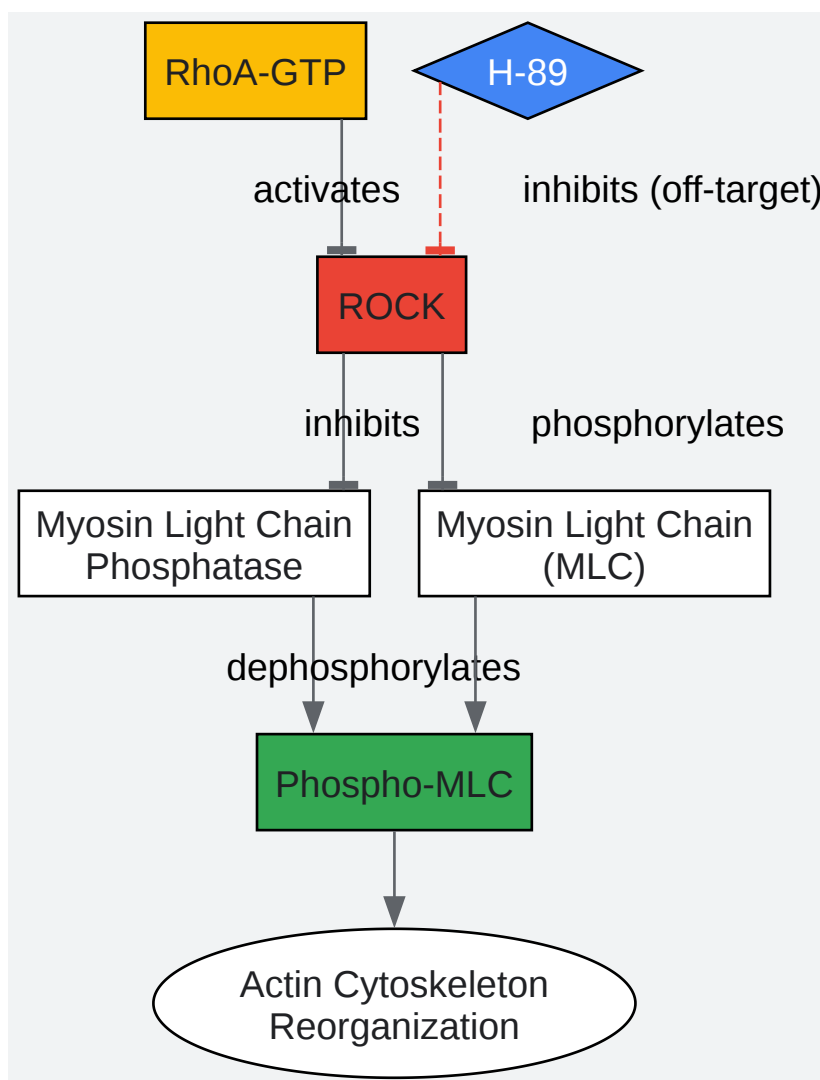 RhoA-GTP
H-89
activates
inhibits (off-target)
ROCK
inhibits
phosphorylates
Myosin Light Chain
Phosphatase
Myosin Light Chain
(MLC)
dephosphorylates
Phospho-MLC
Actin Cytoskeleton
Reorganization